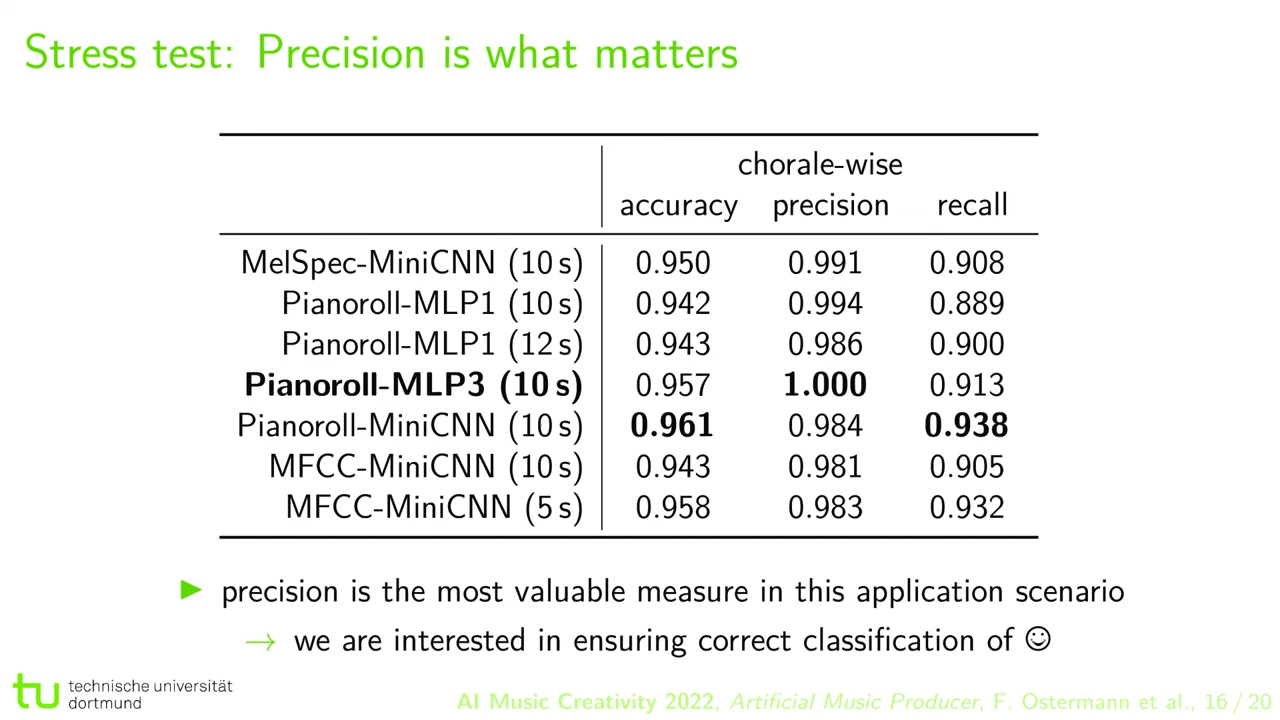 Stress test: Precision is what matters
chorale-wise
accuracy precision recall
MelSpec-MiniCNN (10 s) 0.950 0.991 0.908
Pianoroll-MLP1 (10 s) 0.942 0.994 0.889
Pianoroll-MLP1 (12 s) 0.943 0.986 0.900
Pianoroll-MLP3 (10 s) 0.957 1.000 0.913
Pianoroll-MiniCNN (10 s) 0.961 0.984 0.938
MFCC-MiniCNN (10 s) 0.943 0.981 0.905
MFCC-MiniCNN (5 s) 0.958 0.983 0.932
▶ precision is the most valuable measure in this application scenario
→ we are interested in ensuring correct classification of ☺
tu technische universität
dortmund
AI Music Creativity 2022, Artificial Music Producer, F. Ostermann et al., 16 / 20